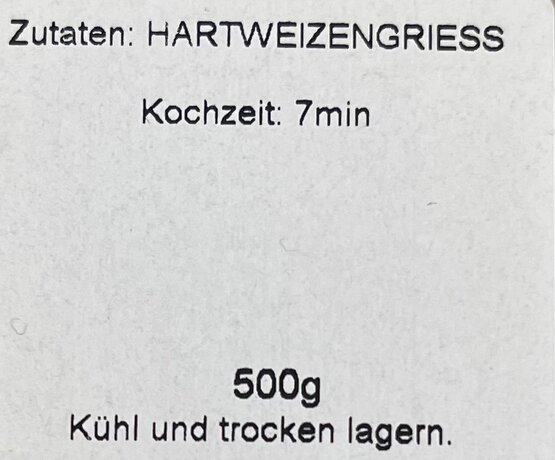 Zutaten: HARTWEIZENGRIESS
Kochzeit: 7min
500g
Kühl und trocken lagern.